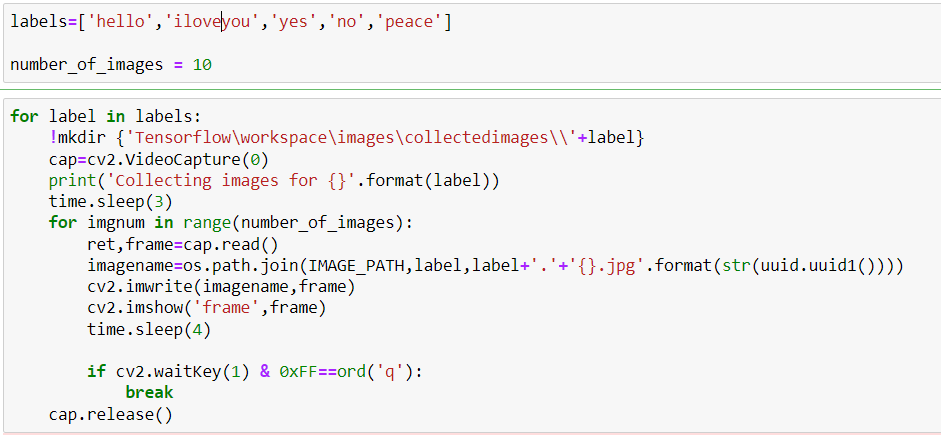 labels=['hello','iloveyou','yes','no','peace']
number_of_images = 10
for label in labels:
    !mkdir {'Tensorflow\workspace\images\collectedimages\\'+label}
    cap=cv2.VideoCapture(0)
    print('Collecting images for {}'.format(label))
    time.sleep(3)
    for imgnum in range(number_of_images):
        ret,frame=cap.read()
        imagename=os.path.join(IMAGE_PATH,label,label+'.'+'{}.jpg'.format(str(uuid.uuid1())))
        cv2.imwrite(imagename,frame)
        cv2.imshow('frame',frame)
        time.sleep(4)
        if cv2.waitKey(1) & 0xFF==ord('q'):
            break
    cap.release()